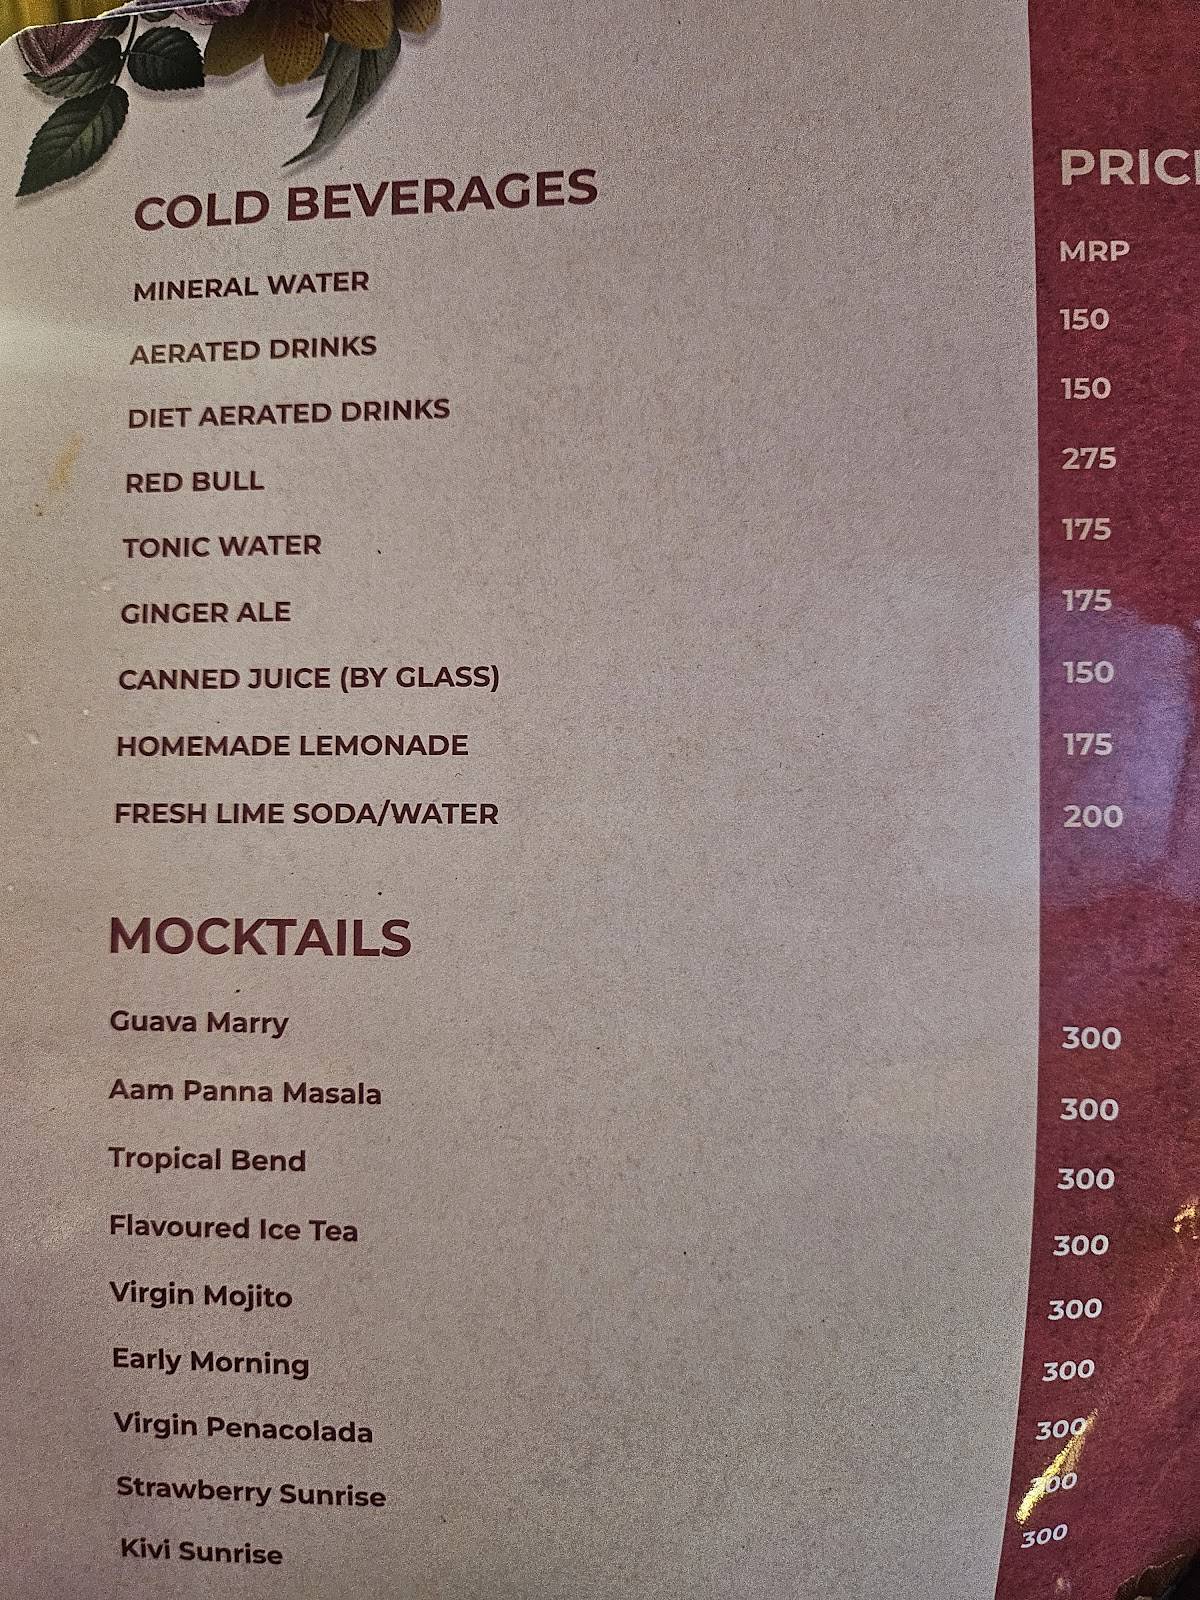 COLD BEVERAGES PRIC
MINERAL WATER MRP
AERATED DRINKS 150
DIET AERATED DRINKS 150
RED BULL 275
TONIC WATER 175
GINGER ALE 175
CANNED JUICE (BY GLASS) 150
HOMEMADE LEMONADE 175
FRESH LIME SODA/WATER 200
MOCKTAILS
Guava Marry 300
Aam Panna Masala 300
Tropical Bend 300
Flavoured Ice Tea 300
Virgin Mojito 300
Early Morning 300
Virgin Penacolada 300
Strawberry Sunrise 300
Kivi Sunrise 300